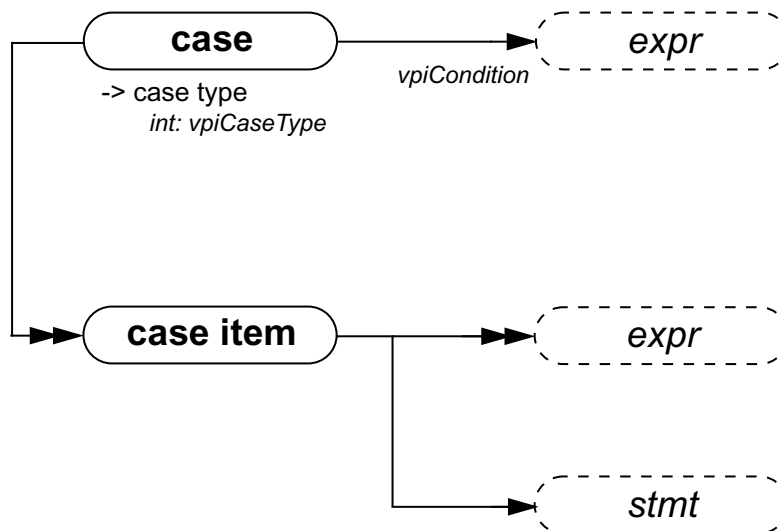 case
expr
vpiCondition
-> case type
int: vpiCaseType
case item
expr
stmt